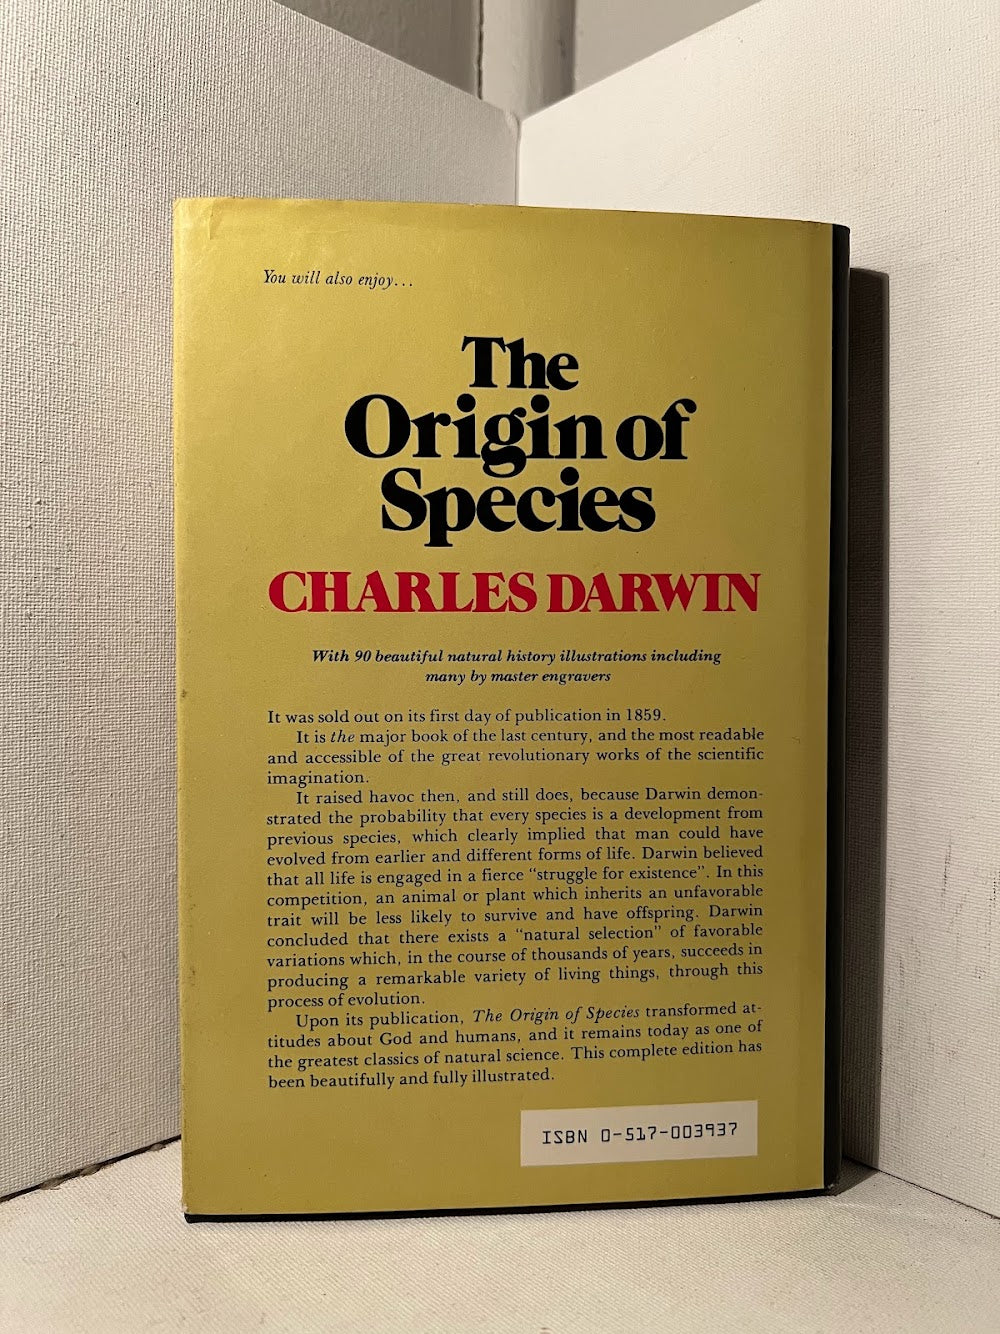 You will also enjoy...
The
Origin of
Species
CHARLES DARWIN
With 90 beautiful natural history illustrations including
many by master engravers
It was sold out on its first day of publication in 1859.
It is the major book of the last century, and the most readable
and accessible of the great revolutionary works of the scientific
imagination.
It raised havoc then, and still does, because Darwin demon-
strated the probability that every species is a development from
previous species, which clearly implied that man could have
evolved from earlier and different forms of life. Darwin believed
that all life is engaged in a fierce "struggle for existence". In this
competition, an animal or plant which inherits an unfavorable
trait will be less likely to survive and have offspring. Darwin
concluded that there exists a "natural selection" of favorable
variations which, in the course of thousands of years, succeeds in
producing a remarkable variety of living things, through this
process of evolution.
Upon its publication, The Origin of Species transformed at-
titudes about God and humans, and it remains today as one of
the greatest classics of natural science. This complete edition has
been beautifully and fully illustrated.
ISBN 0-517-003937